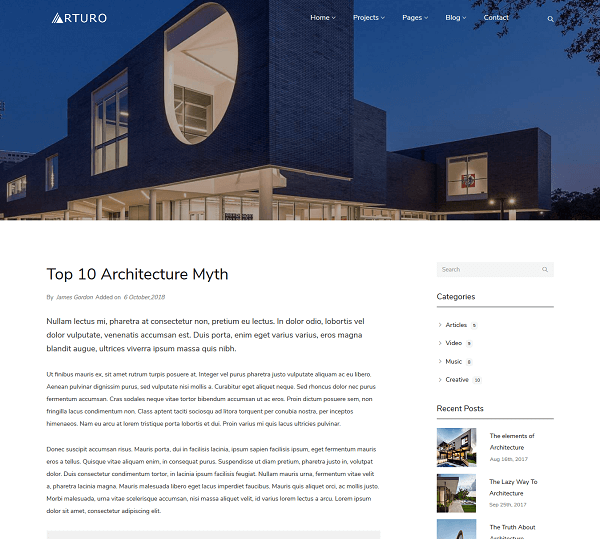 ARTURO
Home Projects Pages Blog Contact
Top 10 Architecture Myth
By James Gordon Added on 6 October,2018
Nullam lectus mi, pharetra at consectetur non, pretium eu lectus. In dolor odio, lobortis vel
dolor vulputate, venenatis accumsan est. Duis porta, enim eget varius varius, eros magna
blandit augue, ultrices viverra ipsum massa quis nibh.
Ut finibus mauris ex, sit amet rutrum turpis posuere at. Integer vel purus pharetra justo vulputate aliquam ac eu libero.
Aenean pulvinar dignissim purus, sed vulputate nisi mollis a. Curabitur eget aliquet neque. Sed rhoncus dolor nec purus
fermentum accumsan. Cras sodales neque vitae tortor bibendum accumsan ut ac eros. Proin dictum posuere sem, non
fringilla lacus condimentum non. Class aptent taciti sociosqu ad litora torquent per conubia nostra, per inceptos
himenaeos. Nam eu arcu at lorem tristique porta lobortis et dui. Proin varius mi quis lacus ultricies pulvinar.
Donec suscipit accumsan risus. Mauris porta, dui in facilisis lacinia, ipsum sapien facilisis ipsum, eget fermentum mauris
eros a tellus. Quisque vitae aliquam enim, in consequat purus. Suspendisse ut diam pretium, pharetra justo in, volutpat
dolor. Duis consectetur condimentum tortor, in lacinia ipsum facilisis feugiat. Nullam mauris urna, fermentum vitae velit
a, pharetra lacinia magna. Mauris malesuada libero eget lacus imperdiet faucibus. Mauris quis aliquet orci, ac mollis justo.
Morbi malesuada, urna vitae scelerisque accumsan, nisi massa aliquet velit, id varius lorem lectus a arcu. Lorem ipsum
dolor sit amet, consectetur adipiscing elit.
Search
Categories
Articles 5
Video 9
Music 8
Creative 10
Recent Posts
The elements of
Architecture
Aug 16th, 2017
The Lazy Way To
Architecture
Sep 25th, 2017
The Truth About
Architecture